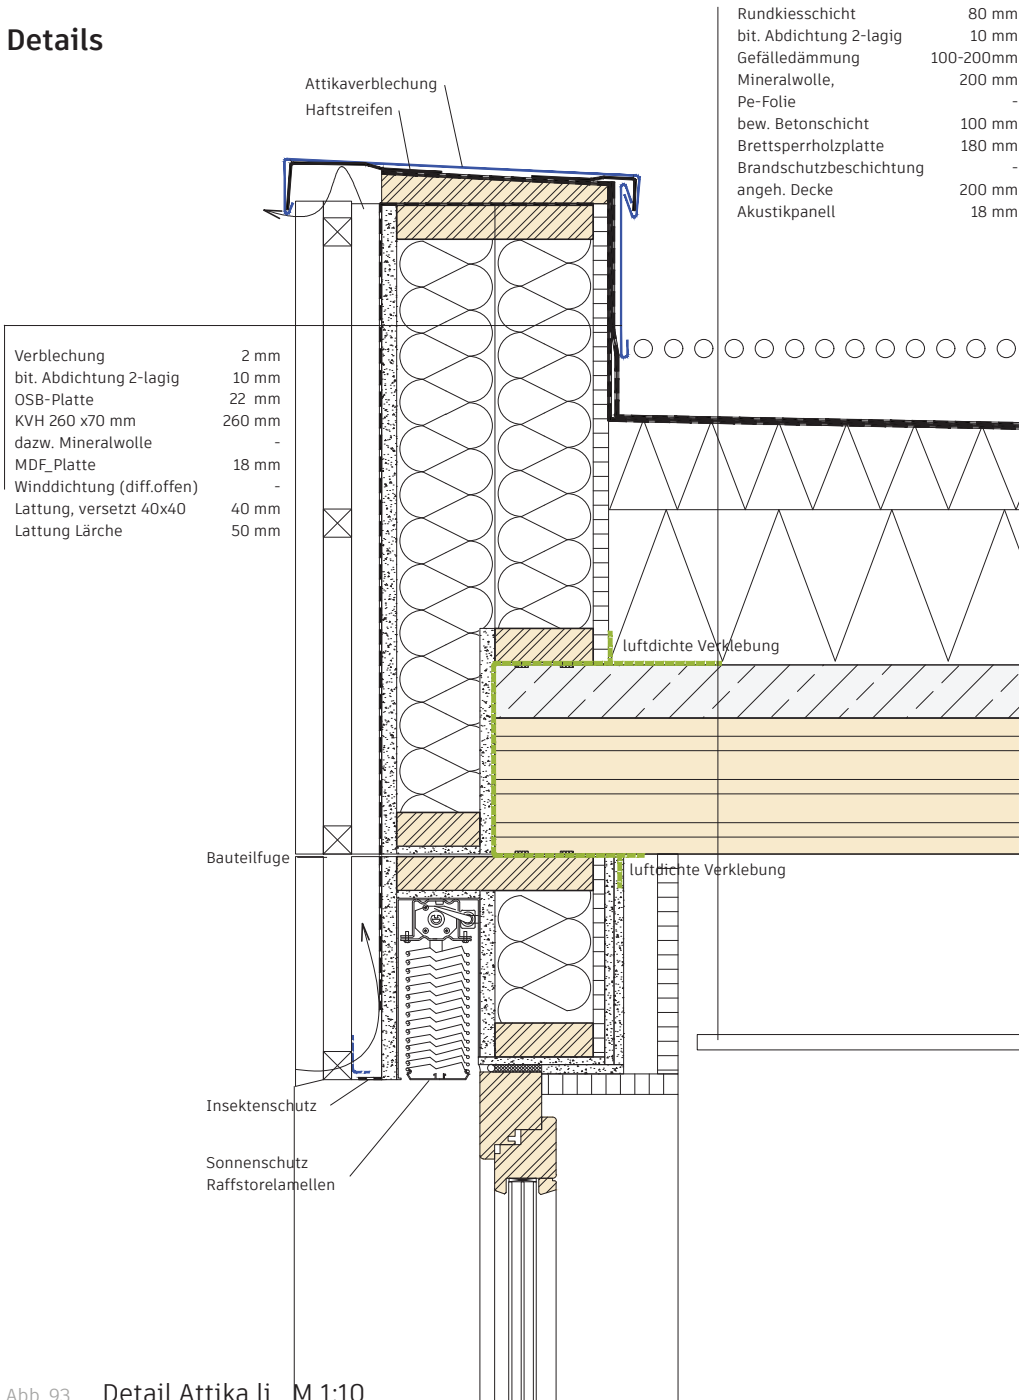 Details
Rundkiesschicht 80 mm
bit. Abdichtung 2-lagig 10 mm
Gefälledämmung 100-200mm
Mineralwolle, 200 mm
Pe-Folie -
bew. Betonschicht 100 mm
Brettsperrholzplatte 180 mm
Brandschutzbeschichtung -
angeh. Decke 200 mm
Akustikpanell 18 mm
Attikaverblechung
Haftstreifen
Verblechung 2 mm
bit. Abdichtung 2-lagig 10 mm
OSB-Platte 22 mm
KVH 260 x70 mm 260 mm
dazw. Mineralwolle -
MDF_Platte 18 mm
Winddichtung (diff.offen) -
Lattung, versetzt 40x40 40 mm
Lattung Lärche 50 mm
luftdichte Verklebung
Bauteilfuge
luftdichte Verklebung
Insektenschutz
Sonnenschutz
Raffstorelamellen
Abb. 93 Detail Attika li_ M 1:10